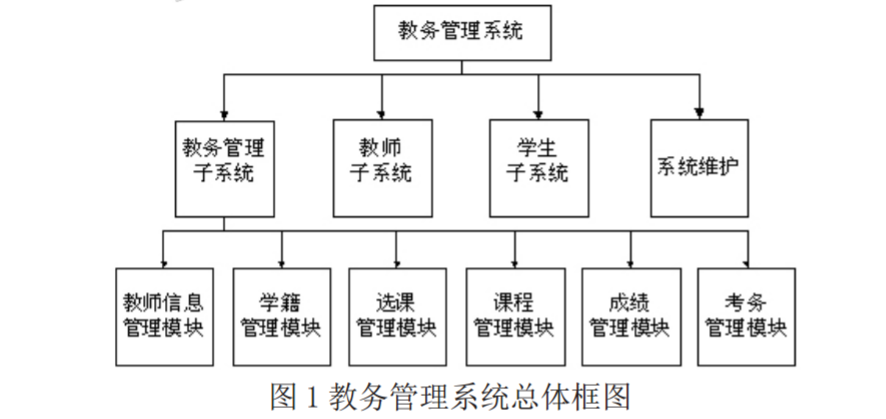 教务管理系统
教务管理
子系统
教师
子系统
学生
子系统
系统维护
教师信息
管理模块
学籍
管理模块
选课
管理模块
课程
管理模块
成绩
管理模块
考务
管理模块
图 1 教务管理系统总体框图